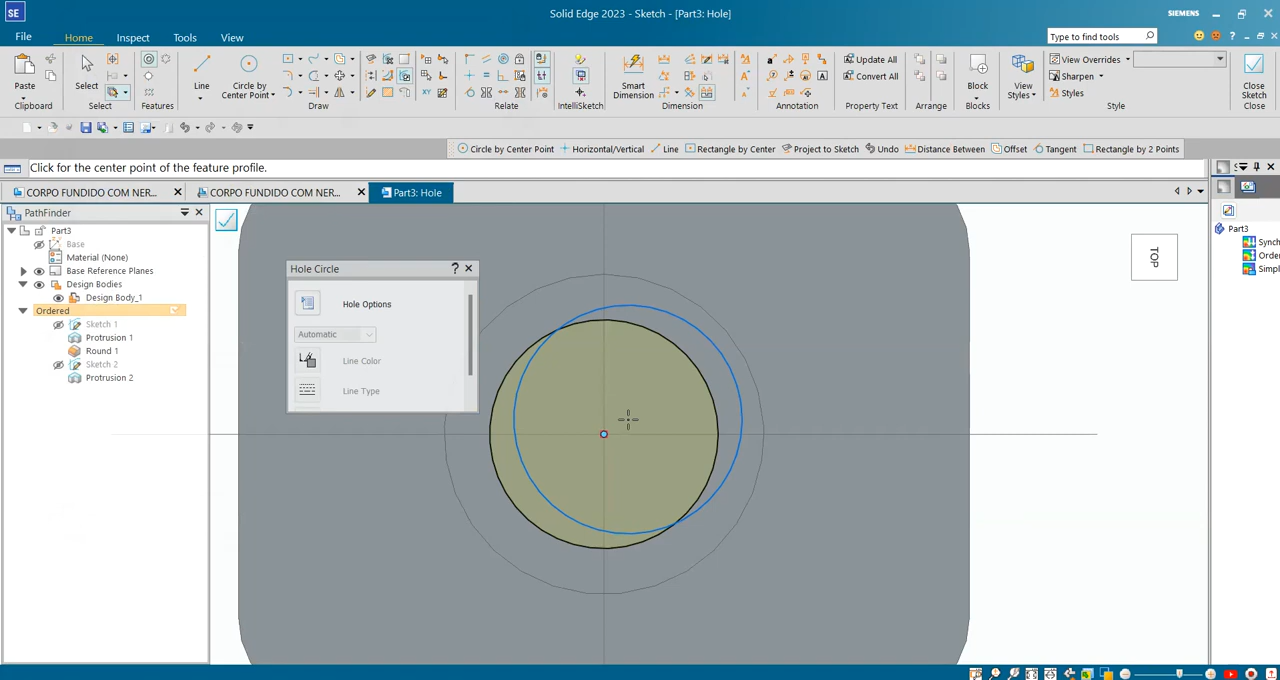 SE
Solid Edge 2023 - Sketch - [Part3: Hole]
SIEMENS
File
Home
Inspect
Tools
View
Type to find tools
Paste
Clipboard
Select
Select
Features
Line
Circle by
Center Point
Draw
Relate
IntelliSketch
Smart
Dimension
Dimension
Annotation
Update All
Convert All
Property Text
Arrange
Block
Blocks
View
Styles
View Overrides
Sharpen
Styles
Style
Close
Sketch
Close
Circle by Center Point
Horizontal/Vertical
Line
Rectangle by Center
Project to Sketch
Undo
Distance Between
Offset
Tangent
Rectangle by 2 Points
Click for the center point of the feature profile.
CORPO FUNDIDO COM NER...
CORPO FUNDIDO COM NER...
Part3: Hole
PathFinder
Part3
Base
Material (None)
Base Reference Planes
Design Bodies
Design Body_1
Ordered
Sketch 1
Protrusion 1
Round 1
Sketch 2
Protrusion 2
Hole Circle
?
Hole Options
Automatic
Line Color
Line Type
TOP
Part3
Synch
Orde
Simpl